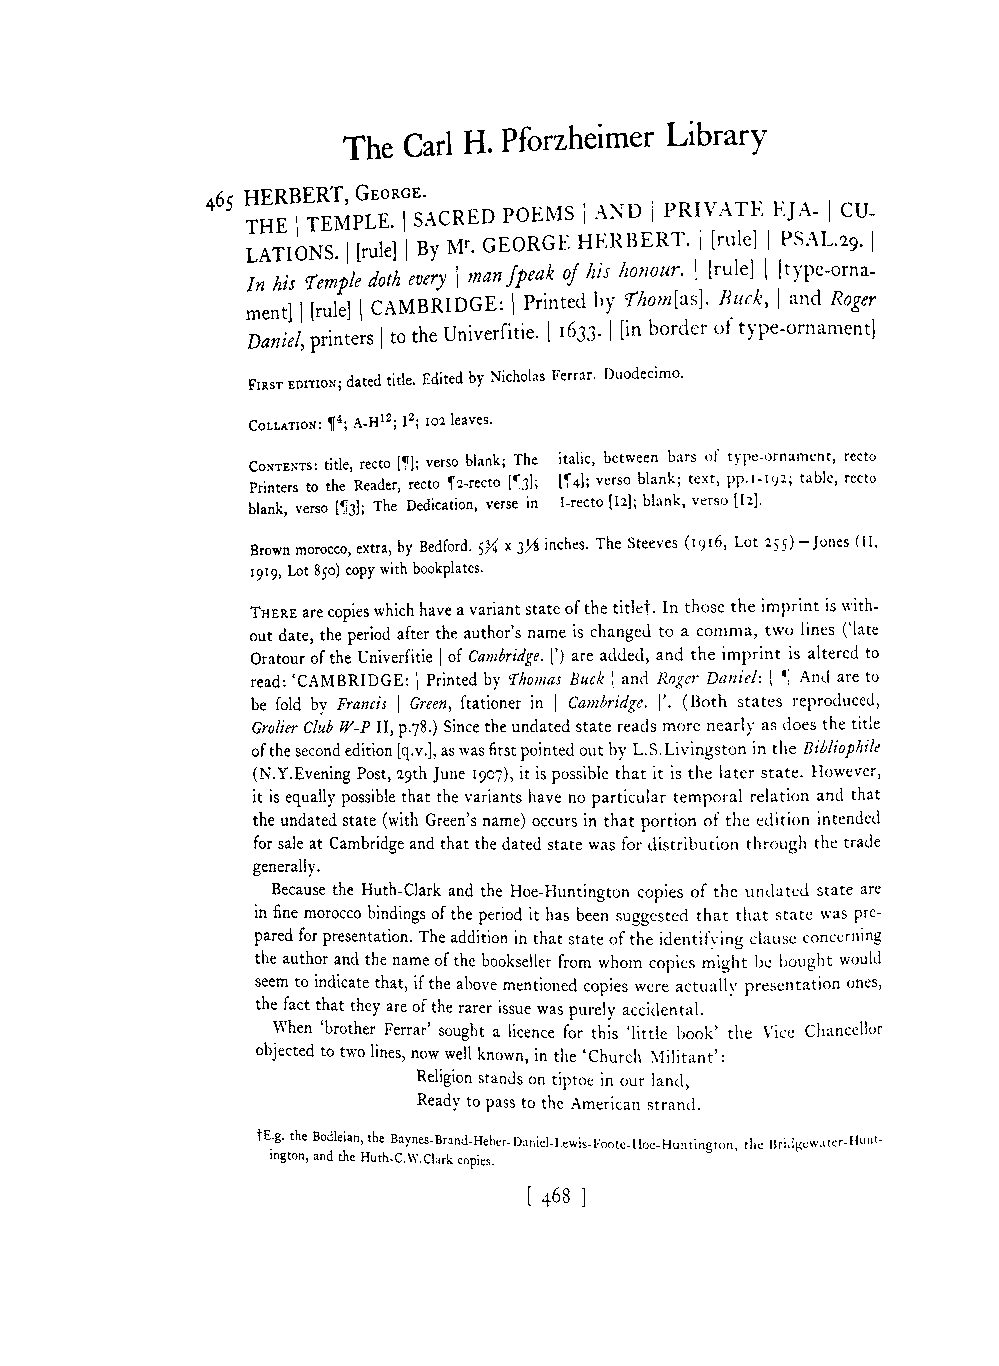 The Carl H. Pforzheimer Library
465 HERBERT, GEORGE.
THE | TEMPLE. | SACRED POEMS | AND | PRIVATE EJA- | CU-
LATIONS. | [rule] | By Mr. GEORGE HERBERT. | [rule] | PSAL.29. |
In his Temple doth every | man ſpeak of his honour. | [rule] | [type-orna-
ment] | [rule] | CAMBRIDGE: | Printed by Thom[as]. Buck, | and Roger
Daniel, printers | to the Univerſitie. | 1633. | [in border of type-ornament]
FIRST EDITION; dated title. Edited by Nicholas Ferrar. Duodecimo.
COLLATION: ¶4; A-H12; I2; 102 leaves.
CONTENTS: title, recto [¶]; verso blank; The
Printers to the Reader, recto ¶2-recto [¶3];
blank, verso [¶3]; The Dedication, verse in
italic, between bars of type-ornament, recto
[¶4]; verso blank; text, pp.1-192; table, recto
I-recto [I2]; blank, verso [I2].
Brown morocco, extra, by Bedford. 5¾ x 3⅛ inches. The Steeves (1916, Lot 255)—Jones (II,
1919, Lot 850) copy with bookplates.
THERE are copies which have a variant state of the title†. In those the imprint is with-
out date, the period after the author's name is changed to a comma, two lines ('late
Oratour of the Univerſitie | of Cambridge. |') are added, and the imprint is altered to
read: 'CAMBRIDGE: | Printed by Thomas Buck | and Roger Daniel: | ¶ And are to
be ſold by Francis | Green, ſtationer in | Cambridge. |'. (Both states reproduced,
Grolier Club W-P II, p.78.) Since the undated state reads more nearly as does the title
of the second edition [q.v.], as was first pointed out by L.S.Livingston in the Bibliophile
(N.Y.Evening Post, 29th June 1907), it is possible that it is the later state. However,
it is equally possible that the variants have no particular temporal relation and that
the undated state (with Green's name) occurs in that portion of the edition intended
for sale at Cambridge and that the dated state was for distribution through the trade
generally.
Because the Huth-Clark and the Hoe-Huntington copies of the undated state are
in fine morocco bindings of the period it has been suggested that that state was pre-
pared for presentation. The addition in that state of the identifying clause concerning
the author and the name of the bookseller from whom copies might be bought would
seem to indicate that, if the above mentioned copies were actually presentation ones,
the fact that they are of the rarer issue was purely accidental.
When 'brother Ferrar' sought a licence for this 'little book' the Vice Chancellor
objected to two lines, now well known, in the 'Church Militant':
Religion stands on tiptoe in our land,
Ready to pass to the American strand.
†E.g. the Bodleian, the Baynes-Brand-Heber-Daniel-Lewis-Foote-Hoe-Huntington, the Bridgewater-Hunt-
ington, and the Huth-C.W.Clark copies.
[ 468 ]